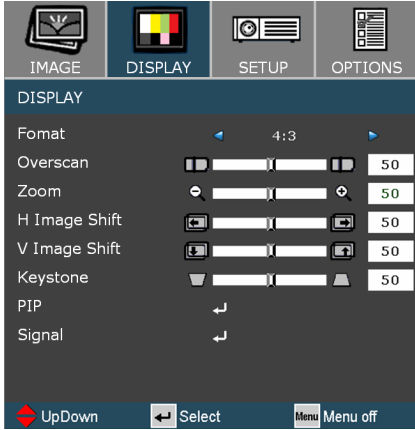 IMAGE DISPLAY SETUP OPTIONS
DISPLAY
Fomat 4:3
Overscan 50
Zoom 50
H Image Shift 50
V Image Shift 50
Keystone 50
PIP
Signal
UpDown Select Menu Menu off